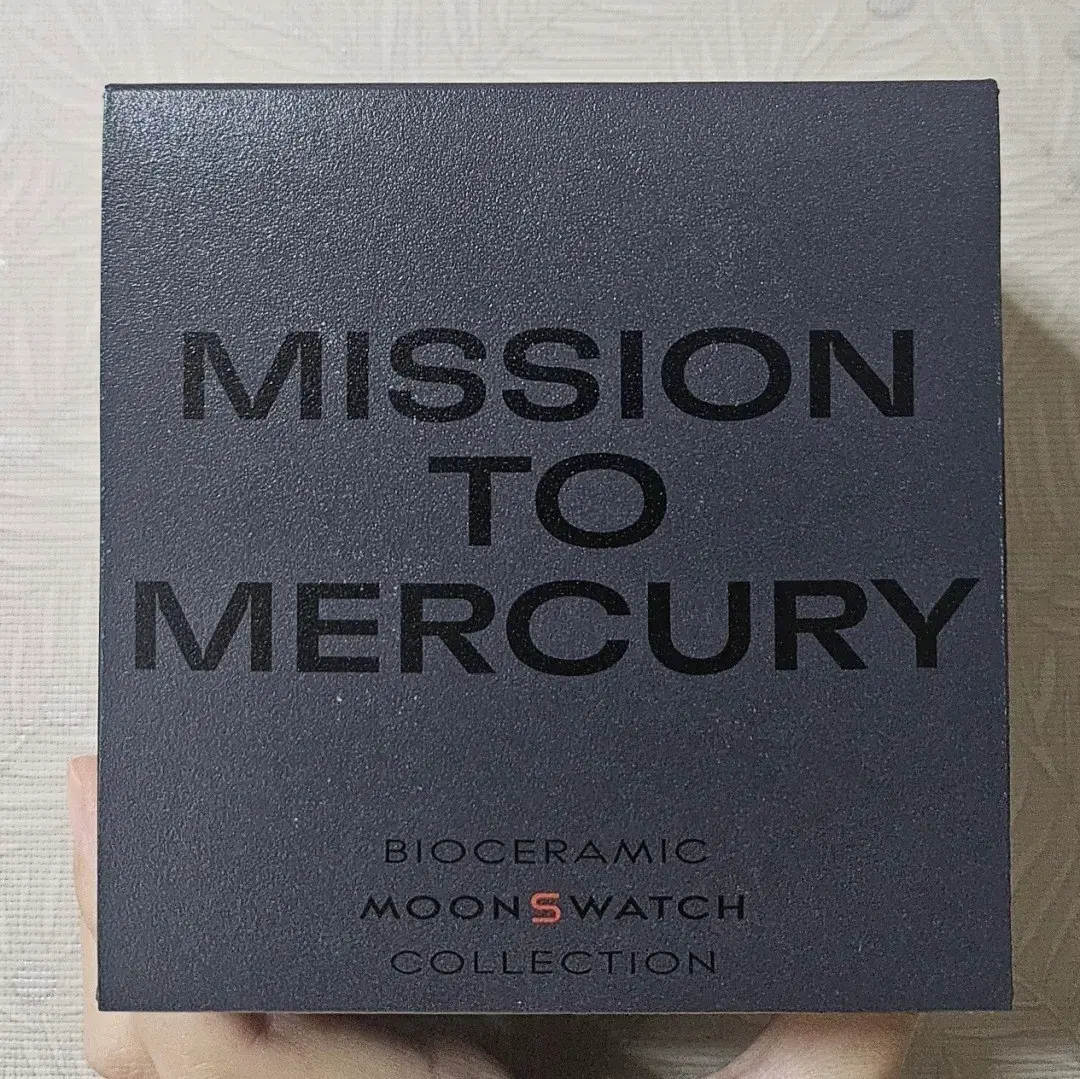 MISSION
TO
MERCURY
BIOCERAMIC
MOONSWATCH
COLLECTION